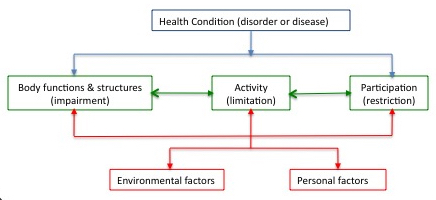 Health Condition (disorder or disease)
Body functions & structures
(impairment)
Activity
(limitation)
Participation
(restriction)
Environmental factors
Personal factors